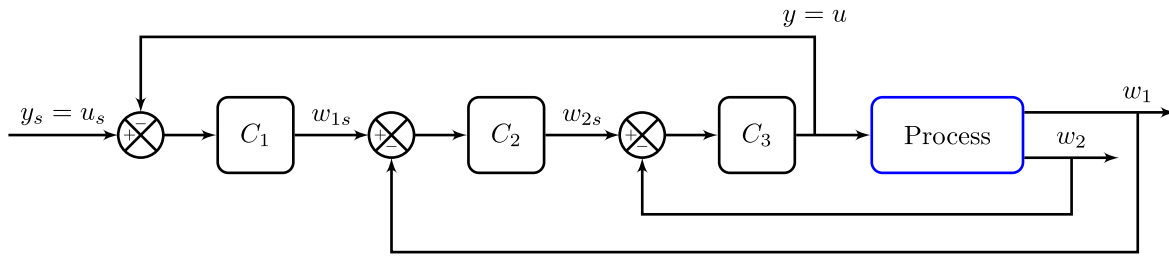 y = u
y_s = u_s
+
−
C_1
w_{1s}
+
−
C_2
w_{2s}
+
−
C_3
Process
w_1
w_2